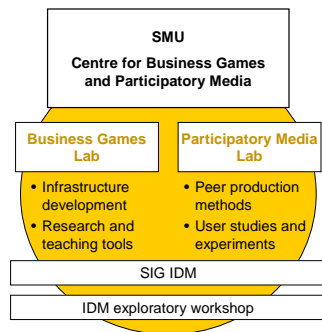 SMU
Centre for Business Games
and Participatory Media
Business Games
Lab
• Infrastructure
development
• Research and
teaching tools
Participatory Media
Lab
• Peer production
methods
• User studies and
experiments
SIG IDM
IDM exploratory workshop